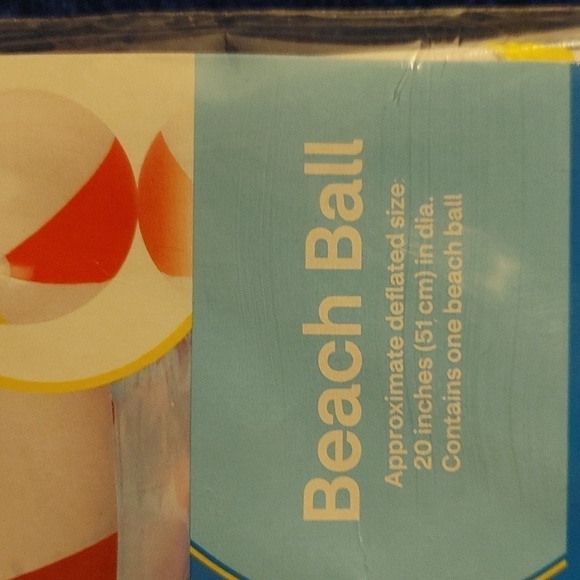 Beach Ball
Approximate deflated size:
20 inches (51 cm) in dia.
Contains one beach ball